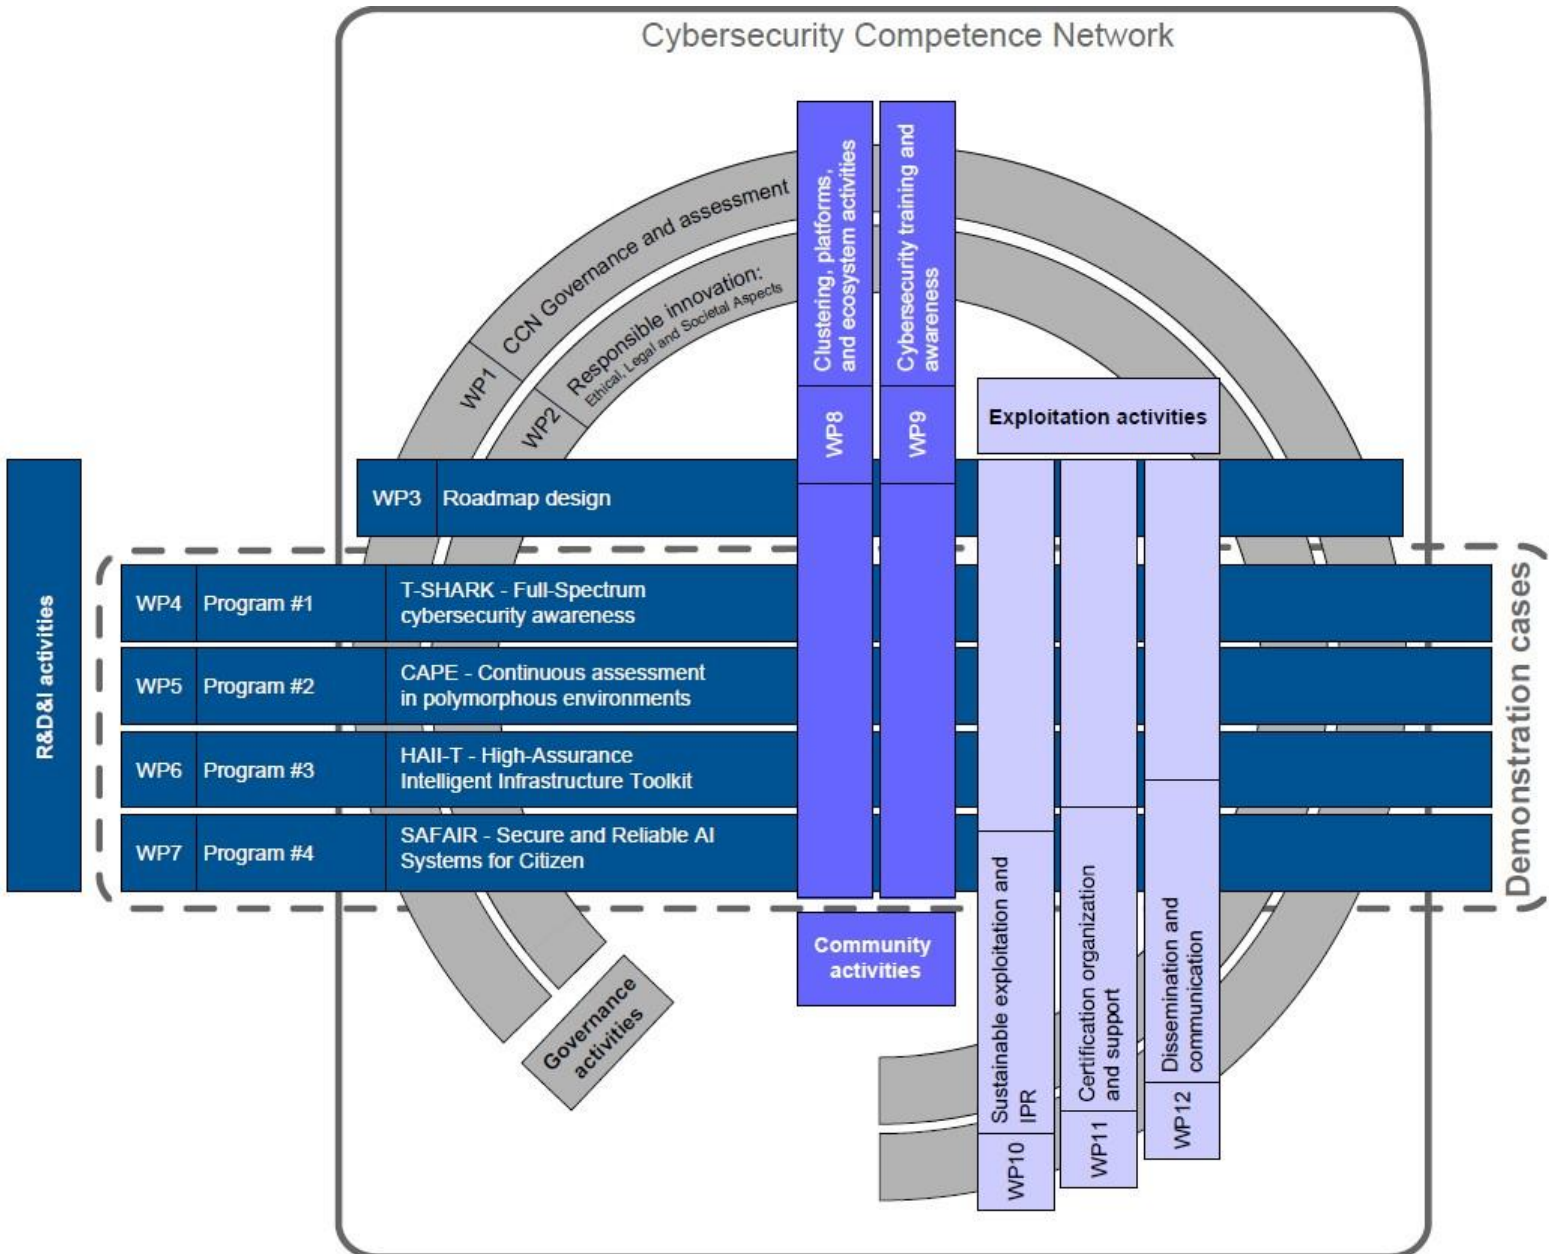 Cybersecurity Competence Network
Clustering, platforms,
and ecosystem activities
WP8
Cybersecurity training and
awareness
WP9
CCN Governance and assessment
WP1
Responsible innovation:
Ethical, Legal and Societal Aspects
WP2
Exploitation activities
WP3 Roadmap design
R&D&I activities
WP4 Program #1 T-SHARK - Full-Spectrum
cybersecurity awareness
WP5 Program #2 CAPE - Continuous assessment
in polymorphous environments
WP6 Program #3 HAII-T - High-Assurance
Intelligent Infrastructure Toolkit
WP7 Program #4 SAFAIR - Secure and Reliable AI
Systems for Citizen
Demonstration cases
Community
activities
Governance
activities
Sustainable exploitation and
IPR
WP10
Certification organization
and support
WP11
Dissemination and
communication
WP12